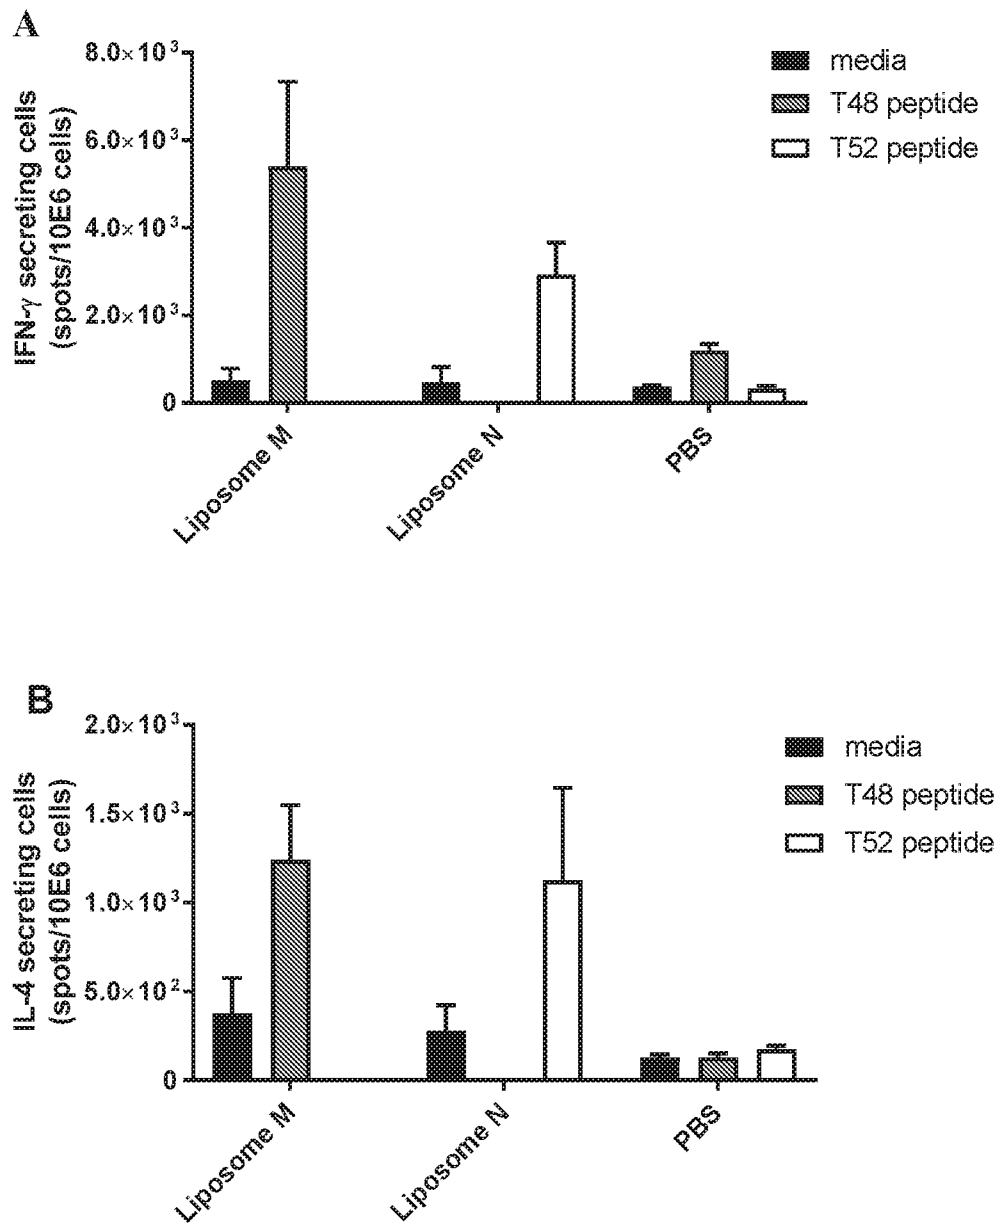 A
8.0×10³
6.0×10³
4.0×10³
2.0×10³
0
IFN-γ secreting cells
(spots/10E6 cells)
media
T48 peptide
T52 peptide
Liposome M
Liposome N
PBS
B
2.0×10³
1.5×10³
1.0×10³
5.0×10²
0
IL-4 secreting cells
(spots/10E6 cells)
media
T48 peptide
T52 peptide
Liposome M
Liposome N
PBS